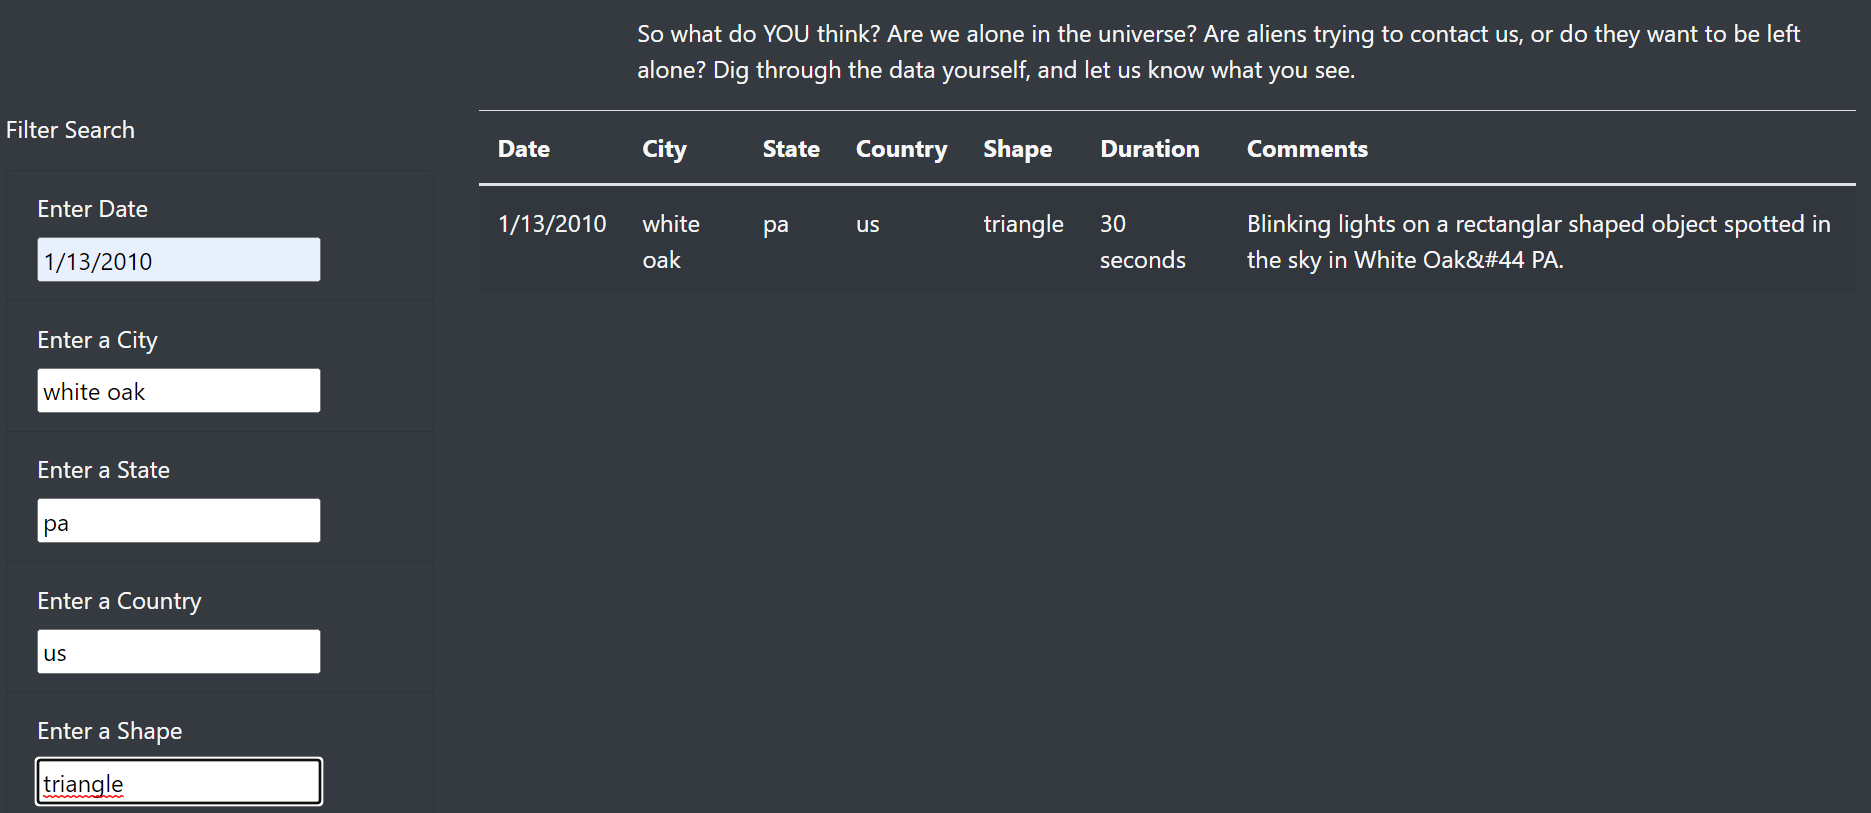 So what do YOU think? Are we alone in the universe? Are aliens trying to contact us, or do they want to be left
alone? Dig through the data yourself, and let us know what you see.
Filter Search
Enter Date
1/13/2010
Enter a City
white oak
Enter a State
pa
Enter a Country
us
Enter a Shape
triangle
Date City State Country Shape Duration Comments
1/13/2010 white pa us triangle 30 Blinking lights on a rectanglar shaped object spotted in
oak seconds the sky in White Oak&#44 PA.